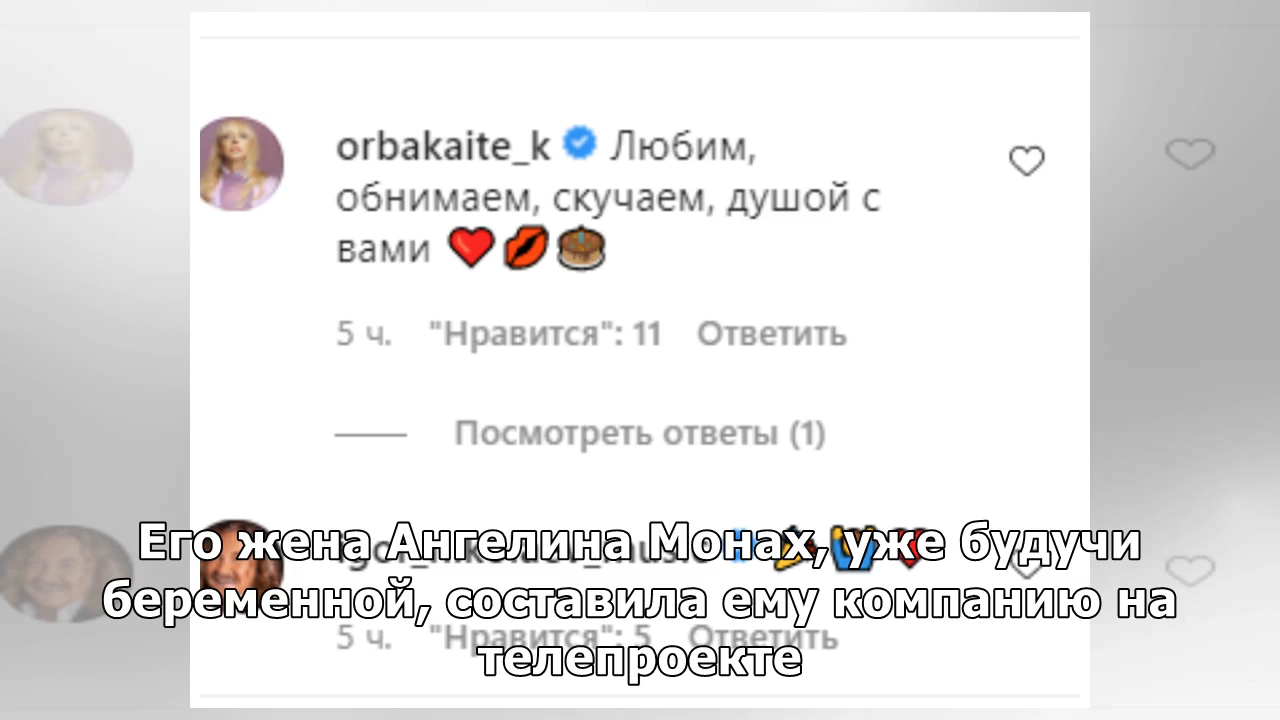 orbakaite_k Любим,
обнимаем, скучаем, душой с
вами ❤️💋🎂
5 ч. "Нравится": 11 Ответить
Посмотреть ответы (1)
Его жена Ангелина Монах, уже будучи
беременной, составила ему компанию на
5 ч. "Нравится": 5 Ответить
телепроекте